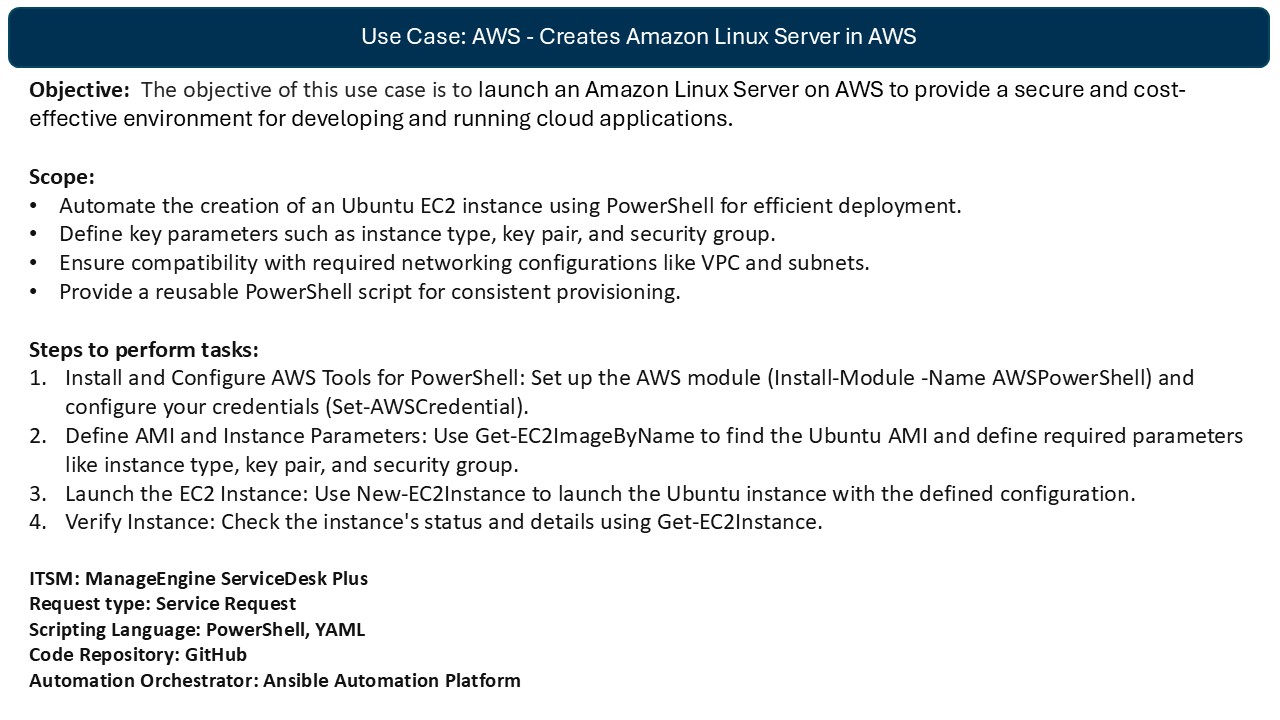 Use Case: AWS - Creates Amazon Linux Server in AWS
Objective: The objective of this use case is to launch an Amazon Linux Server on AWS to provide a secure and cost-
effective environment for developing and running cloud applications.
Scope:
• Automate the creation of an Ubuntu EC2 instance using PowerShell for efficient deployment.
• Define key parameters such as instance type, key pair, and security group.
• Ensure compatibility with required networking configurations like VPC and subnets.
• Provide a reusable PowerShell script for consistent provisioning.
Steps to perform tasks:
1. Install and Configure AWS Tools for PowerShell: Set up the AWS module (Install-Module -Name AWSPowerShell) and
configure your credentials (Set-AWSCredential).
2. Define AMI and Instance Parameters: Use Get-EC2ImageByName to find the Ubuntu AMI and define required parameters
like instance type, key pair, and security group.
3. Launch the EC2 Instance: Use New-EC2Instance to launch the Ubuntu instance with the defined configuration.
4. Verify Instance: Check the instance's status and details using Get-EC2Instance.
ITSM: ManageEngine ServiceDesk Plus
Request type: Service Request
Scripting Language: PowerShell, YAML
Code Repository: GitHub
Automation Orchestrator: Ansible Automation Platform